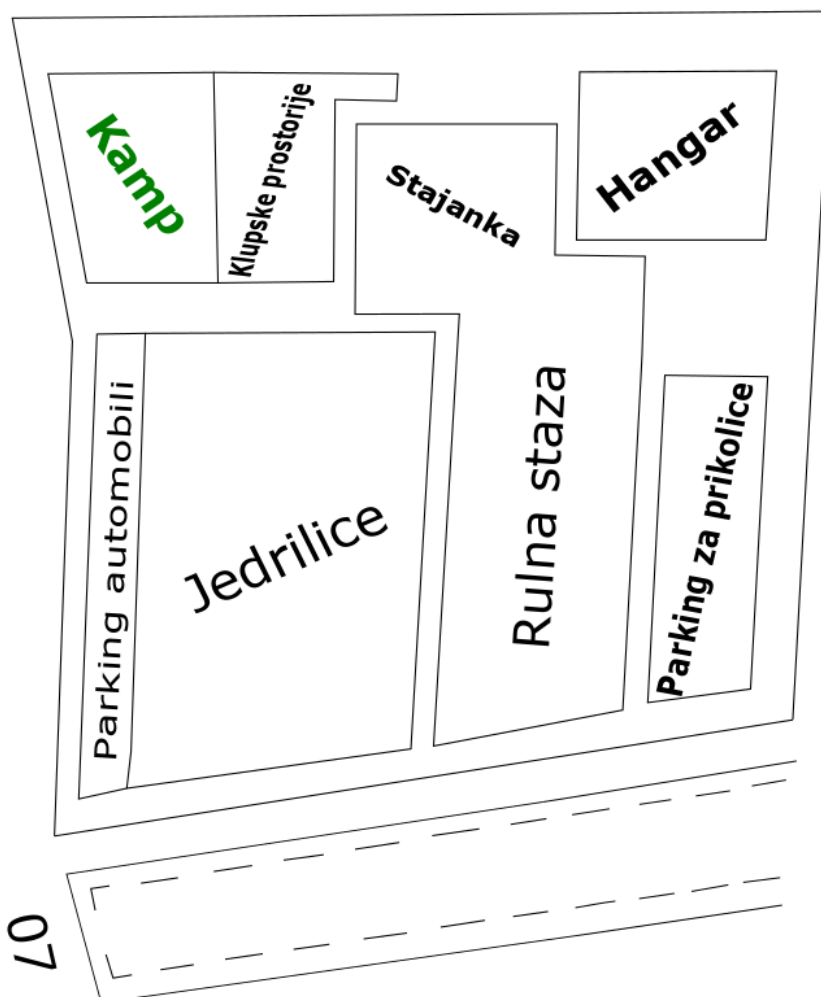 Kamp
Klupske prostorije
Stajanka
Hangar
Parking automobili
Jedrilice
Rulna staza
Parking za prikolice
07